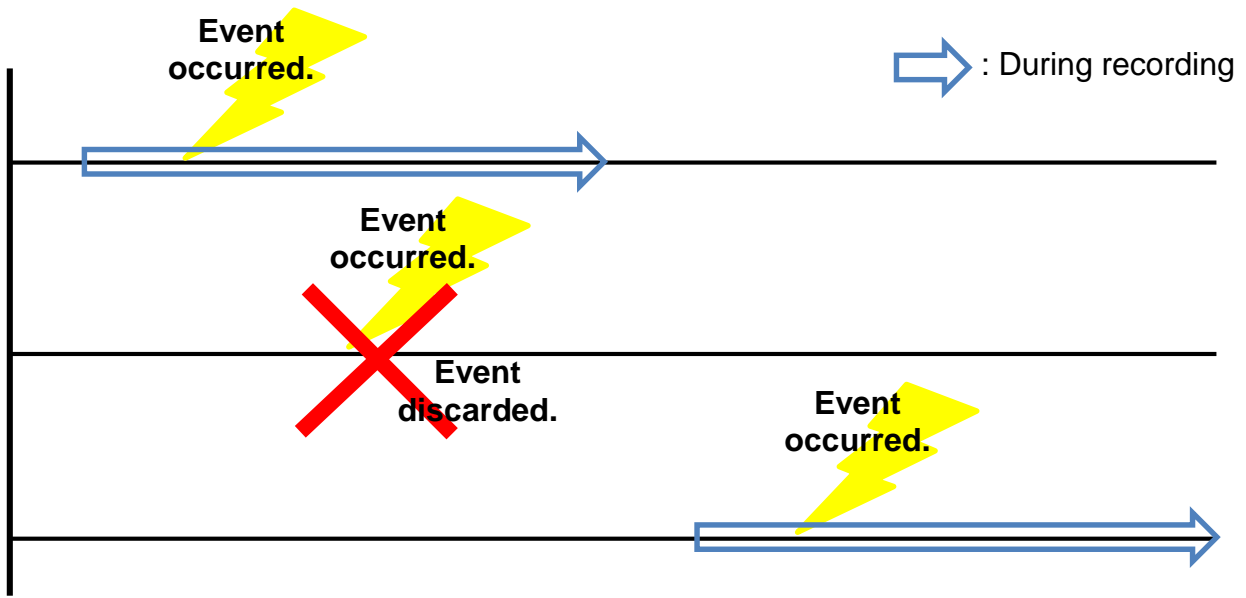 Event
occurred.
: During recording
Event
occurred.
Event
discarded.
Event
occurred.